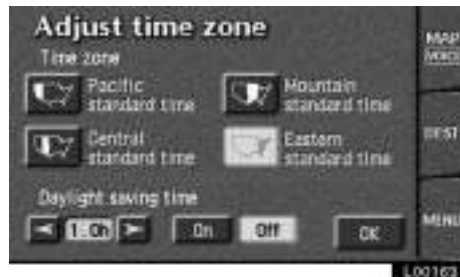 Adjust time zone
Time zone
Pacific standard time
Mountain standard time
Central standard time
Eastern standard time
Daylight saving time
1.0h On Off OK
MAP
VOICE
DEST
MENU
L00163